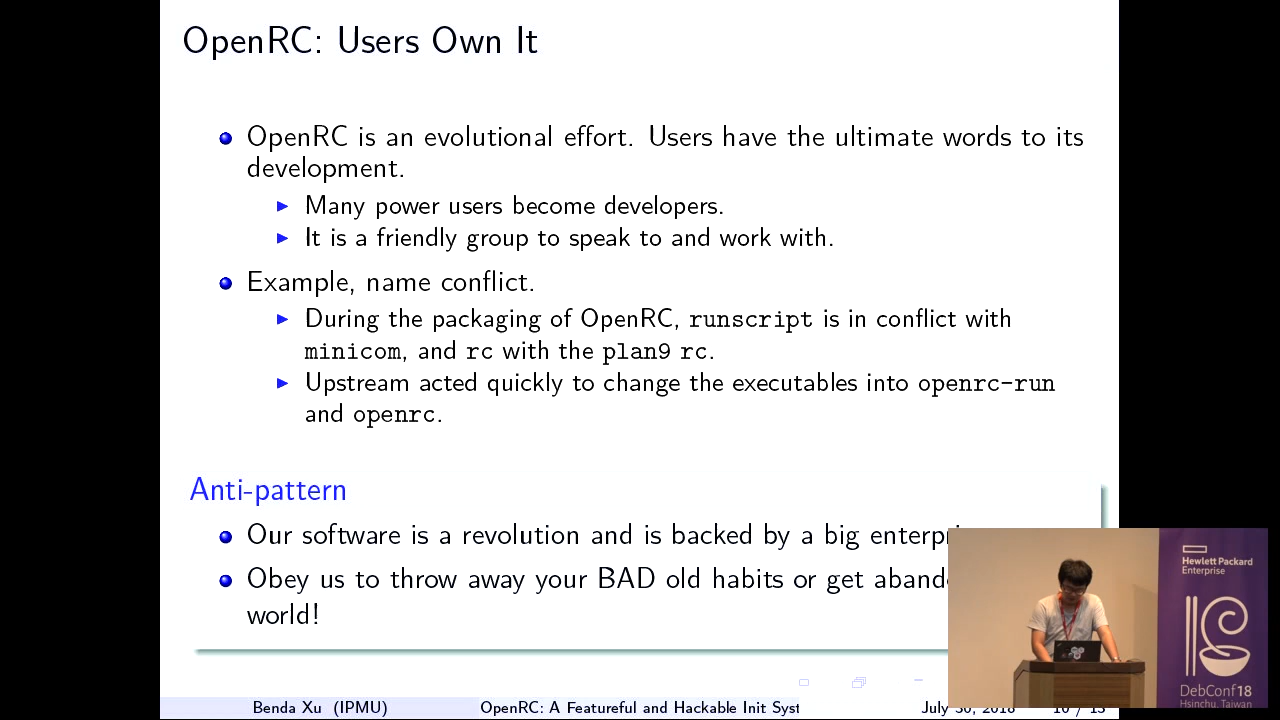 OpenRC: Users Own It
OpenRC is an evolutional effort. Users have the ultimate words to its
development.
Many power users become developers.
It is a friendly group to speak to and work with.
Example, name conflict.
During the packaging of OpenRC, runscript is in conflict with
minicom, and rc with the plan9 rc.
Upstream acted quickly to change the executables into openrc-run
and openrc.
Anti-pattern
Our software is a revolution and is backed by a big
Obey us to throw away your BAD old habits or get
world!
Hewlett Packard
Enterprise
DebConf18
Hsinchu, Taiwan
Benda Xu (IPMU)
OpenRC: A Featureful and Hackable Init Syst
July 30, 2018
10 / 13